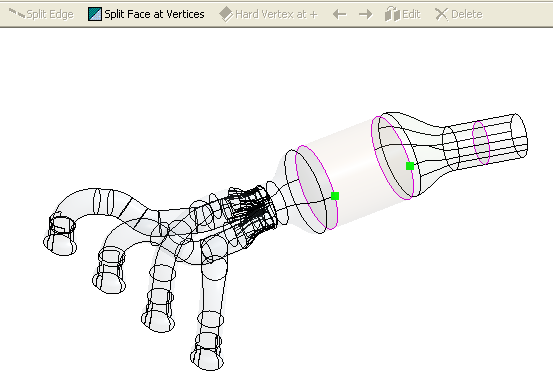 Split Edge Split Face at Vertices Hard Vertex at + Edit Delete